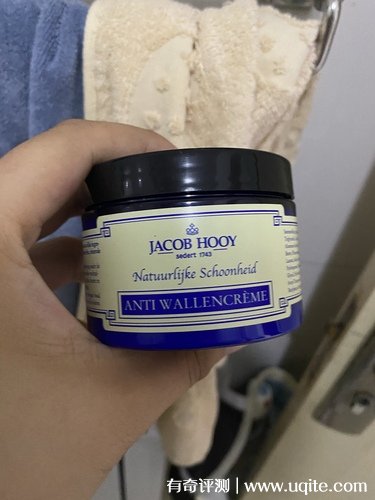 JACOB HOOY
sedert 1743
Natuurlijke Schoonheid
ANTI WALLENCRÈME
有奇评测 | www.uqite.com